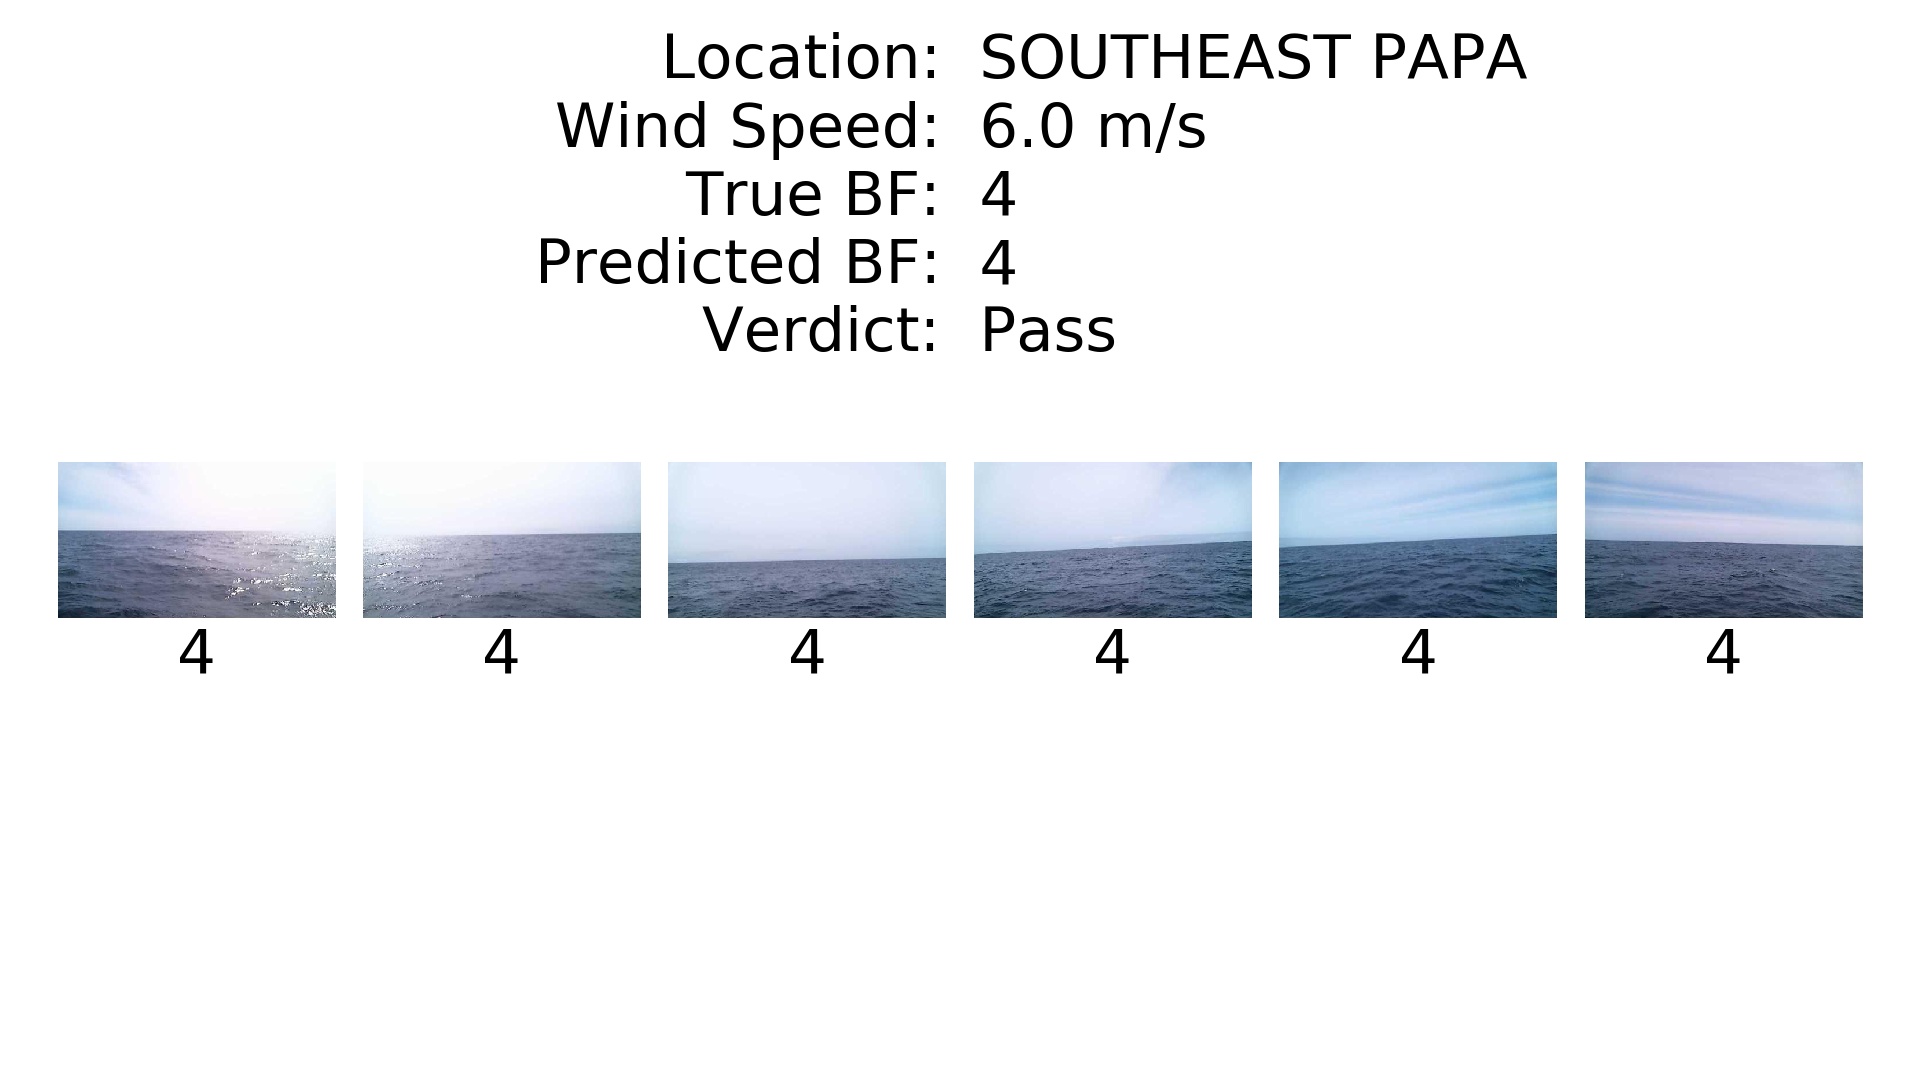 Location: SOUTHEAST PAPA
Wind Speed: 6.0 m/s
True BF: 4
Predicted BF: 4
Verdict: Pass
4 4 4 4 4 4